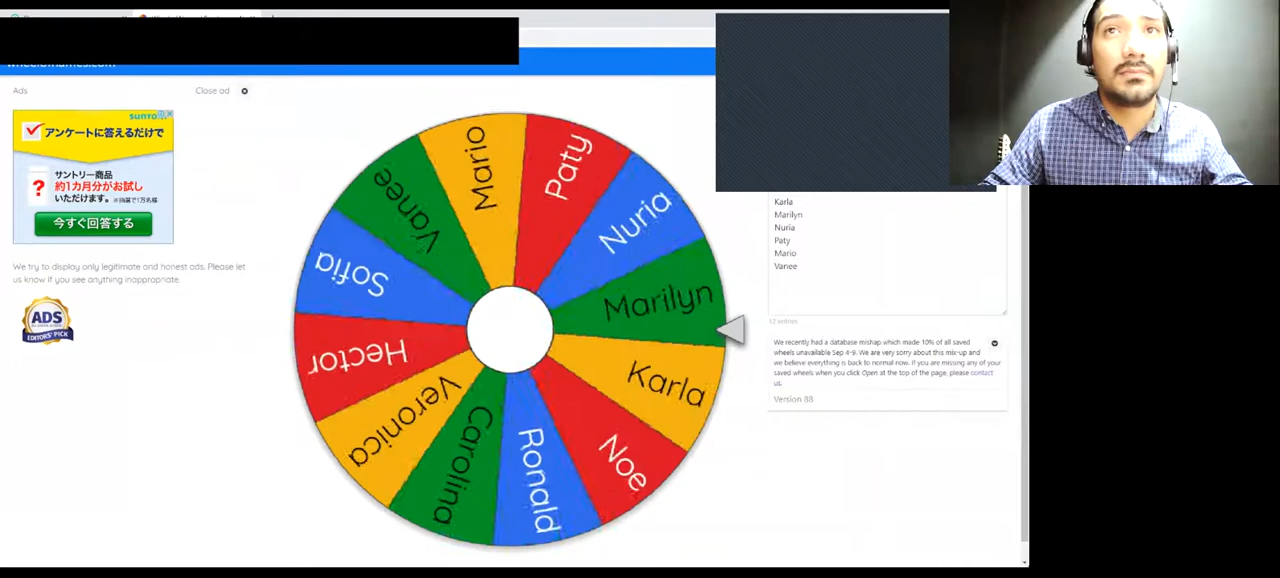 Ads
Close ad
sunto
アンケートに答えるだけで
サントリー商品
約1カ月分がお試し
いただけます。
今すぐ回答する
?
We try to display only legitimate and honest ads. Please let
us know if you see anything inappropriate.
ADS
EDITORS' PICK
Mario
Paty
Nuria
Marilyn
Karla
Noe
Ronald
Carolina
Veronica
Hector
Sofia
Vanee
Karla
Marilyn
Nuria
Paty
Mario
Vanee
12 entries
We recently had a database mishap which made 10% of all saved
wheels unavailable Sep 4-9. We are very sorry about this mix-up and
we believe everything is back to normal now. If you are missing any of your
saved wheels when you click Open at the top of the page, please contact
us.
Version 88